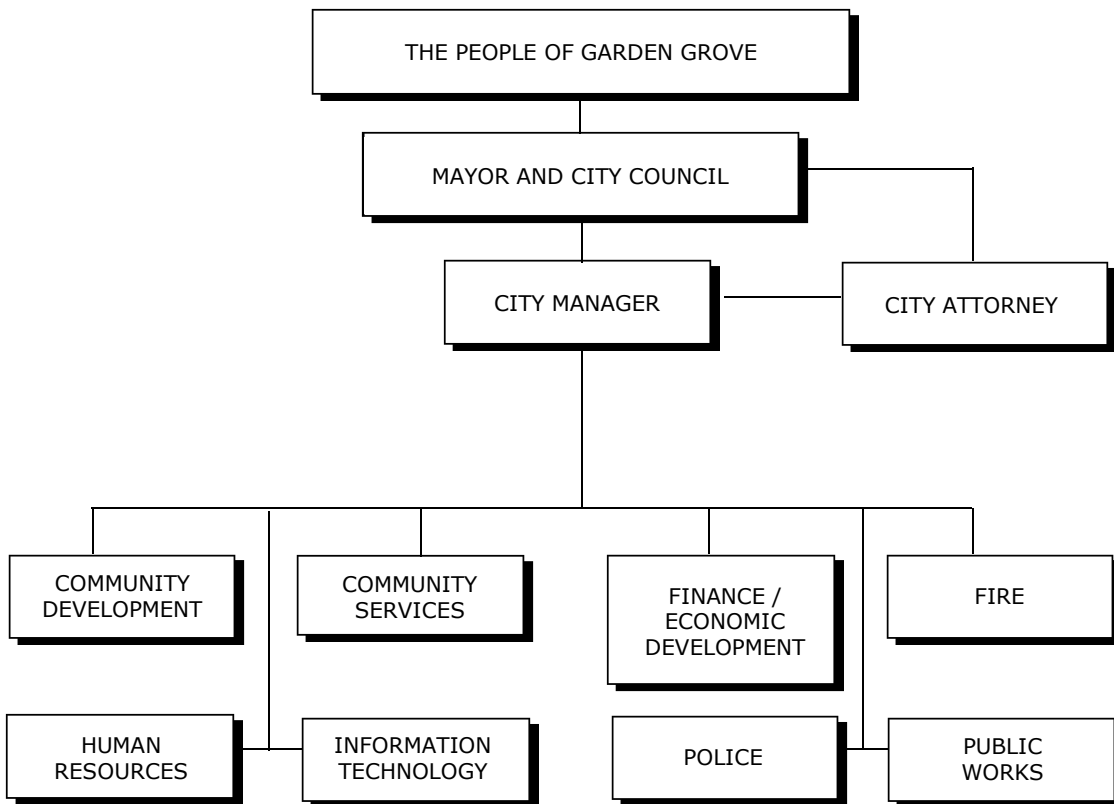 THE PEOPLE OF GARDEN GROVE
MAYOR AND CITY COUNCIL
CITY MANAGER
CITY ATTORNEY
COMMUNITY
DEVELOPMENT
COMMUNITY
SERVICES
FINANCE /
ECONOMIC
DEVELOPMENT
FIRE
HUMAN
RESOURCES
INFORMATION
TECHNOLOGY
POLICE
PUBLIC
WORKS